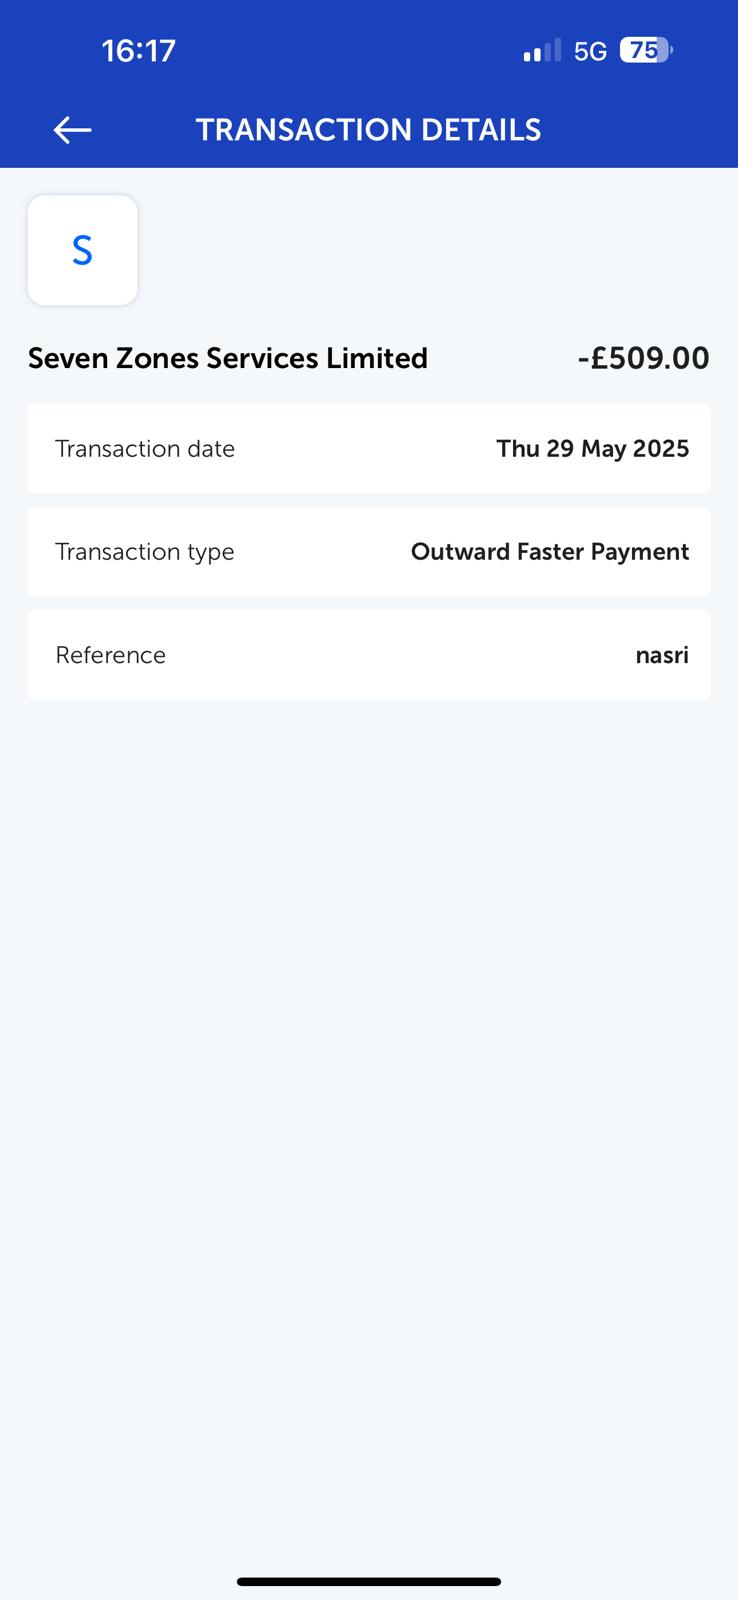 16:17 5G 75
TRANSACTION DETAILS
S
Seven Zones Services Limited -£509.00
Transaction date Thu 29 May 2025
Transaction type Outward Faster Payment
Reference nasri